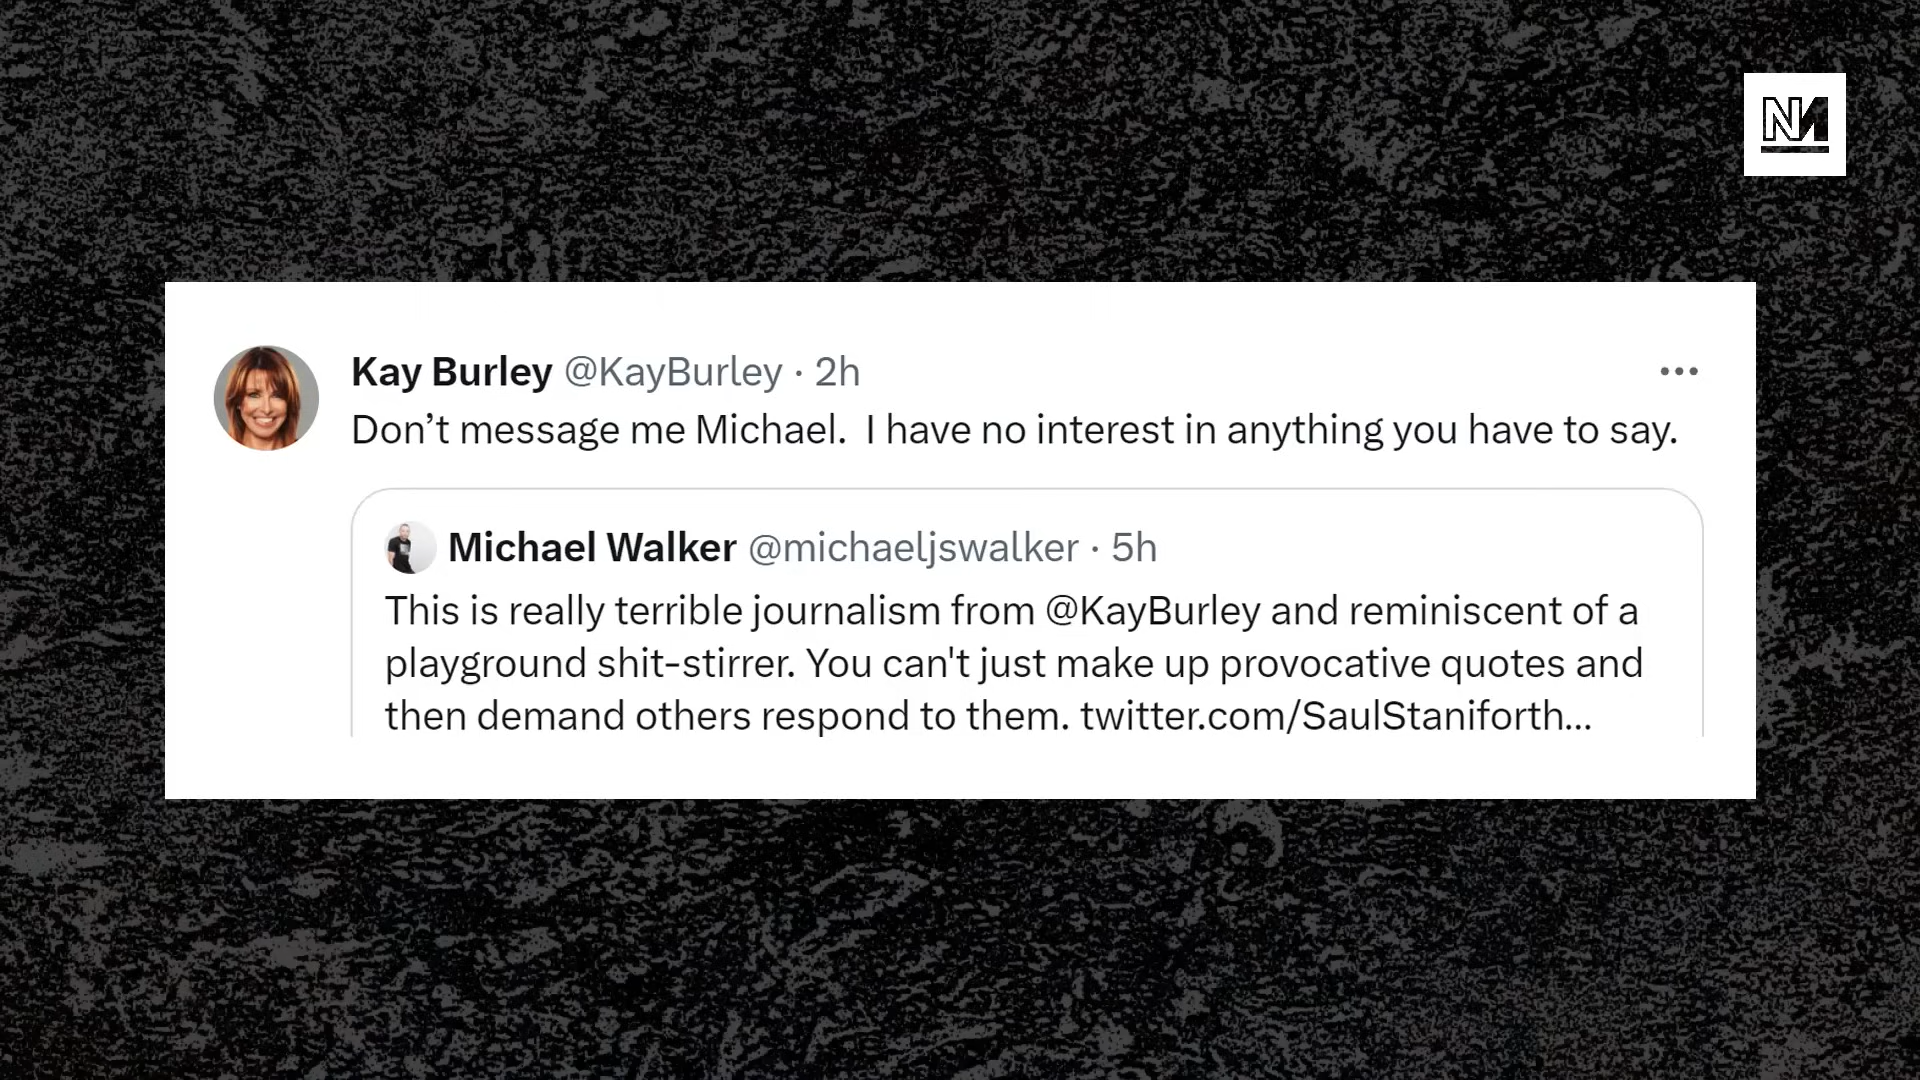 NM
Kay Burley @KayBurley · 2h
Don’t message me Michael.  I have no interest in anything you have to say.
Michael Walker @michaeljswalker · 5h
This is really terrible journalism from @KayBurley and reminiscent of a
playground shit-stirrer. You can't just make up provocative quotes and
then demand others respond to them. twitter.com/SaulStaniforth...